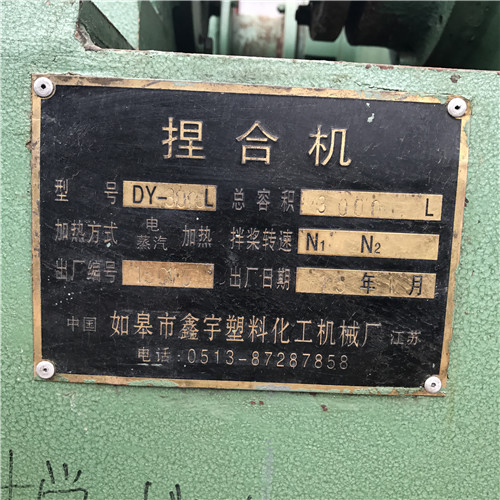 捏合机
型号 DY-300L 总容积 300 L
加热方式 电蒸汽 加热 拌桨转速 N1 N2
出厂编号 出厂日期 年 月
中国 如皋市鑫宇塑料化工机械厂 江苏
电话:0513-87287858